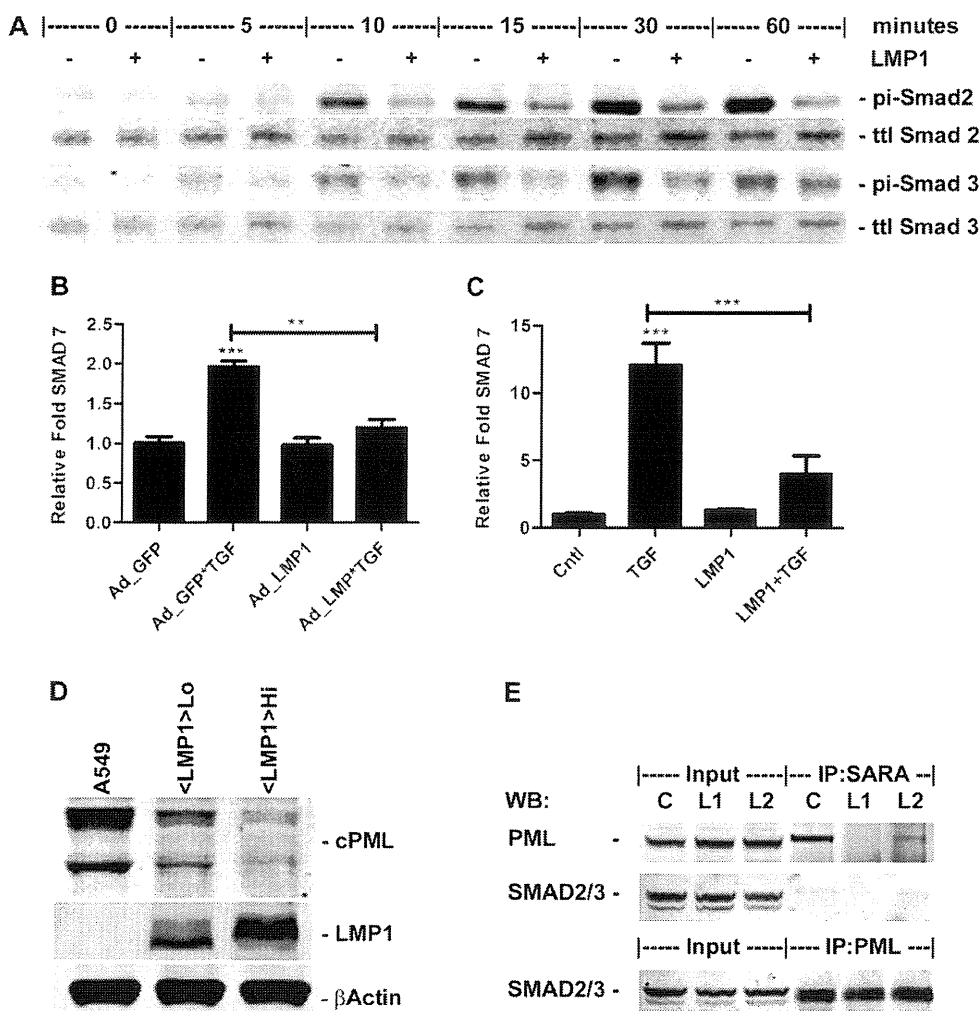 A |----- 0 -----|----- 5 -----|----- 10 -----|----- 15 -----|----- 30 -----|----- 60 -----| minutes
- + - + - + - + - + - + LMP1
- pi-Smad2
- ttl Smad 2
- pi-Smad 3
- ttl Smad 3
B
Relative Fold SMAD 7
2.5
2.0
1.5
1.0
0.5
0.0
***
**
Ad_GFP
Ad_GFP*TGF
Ad_LMP1
Ad_LMP*TGF
C
Relative Fold SMAD 7
15
10
5
0
***
***
Cntl
TGF
LMP1
LMP1+TGF
D
A549
<LMP1>Lo
<LMP1>Hi
- cPML
- LMP1
- βActin
E
|----- Input -----|-- IP:SARA --|
WB: C L1 L2 C L1 L2
PML -
SMAD2/3 -
|----- Input -----|--- IP:PML ---|
SMAD2/3 -